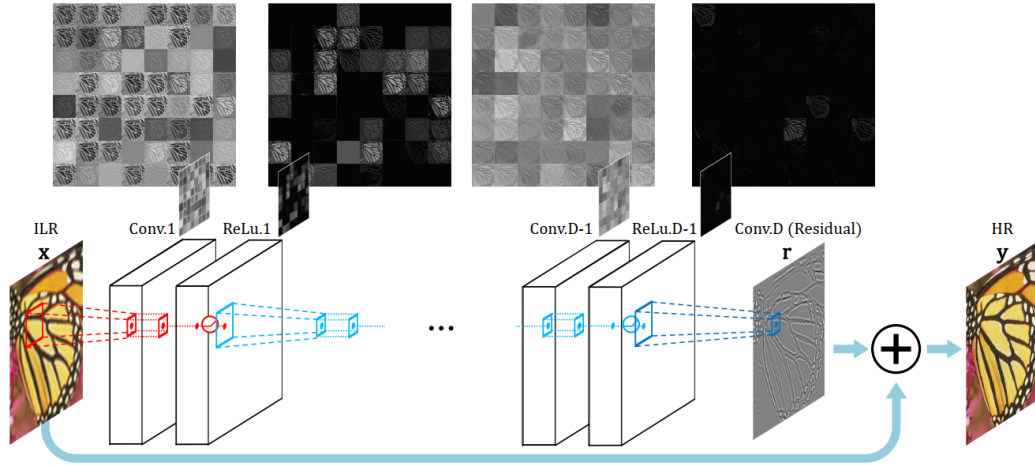 ILR
x
Conv.1
ReLu.1
...
Conv.D-1
ReLu.D-1
Conv.D (Residual)
r
HR
y